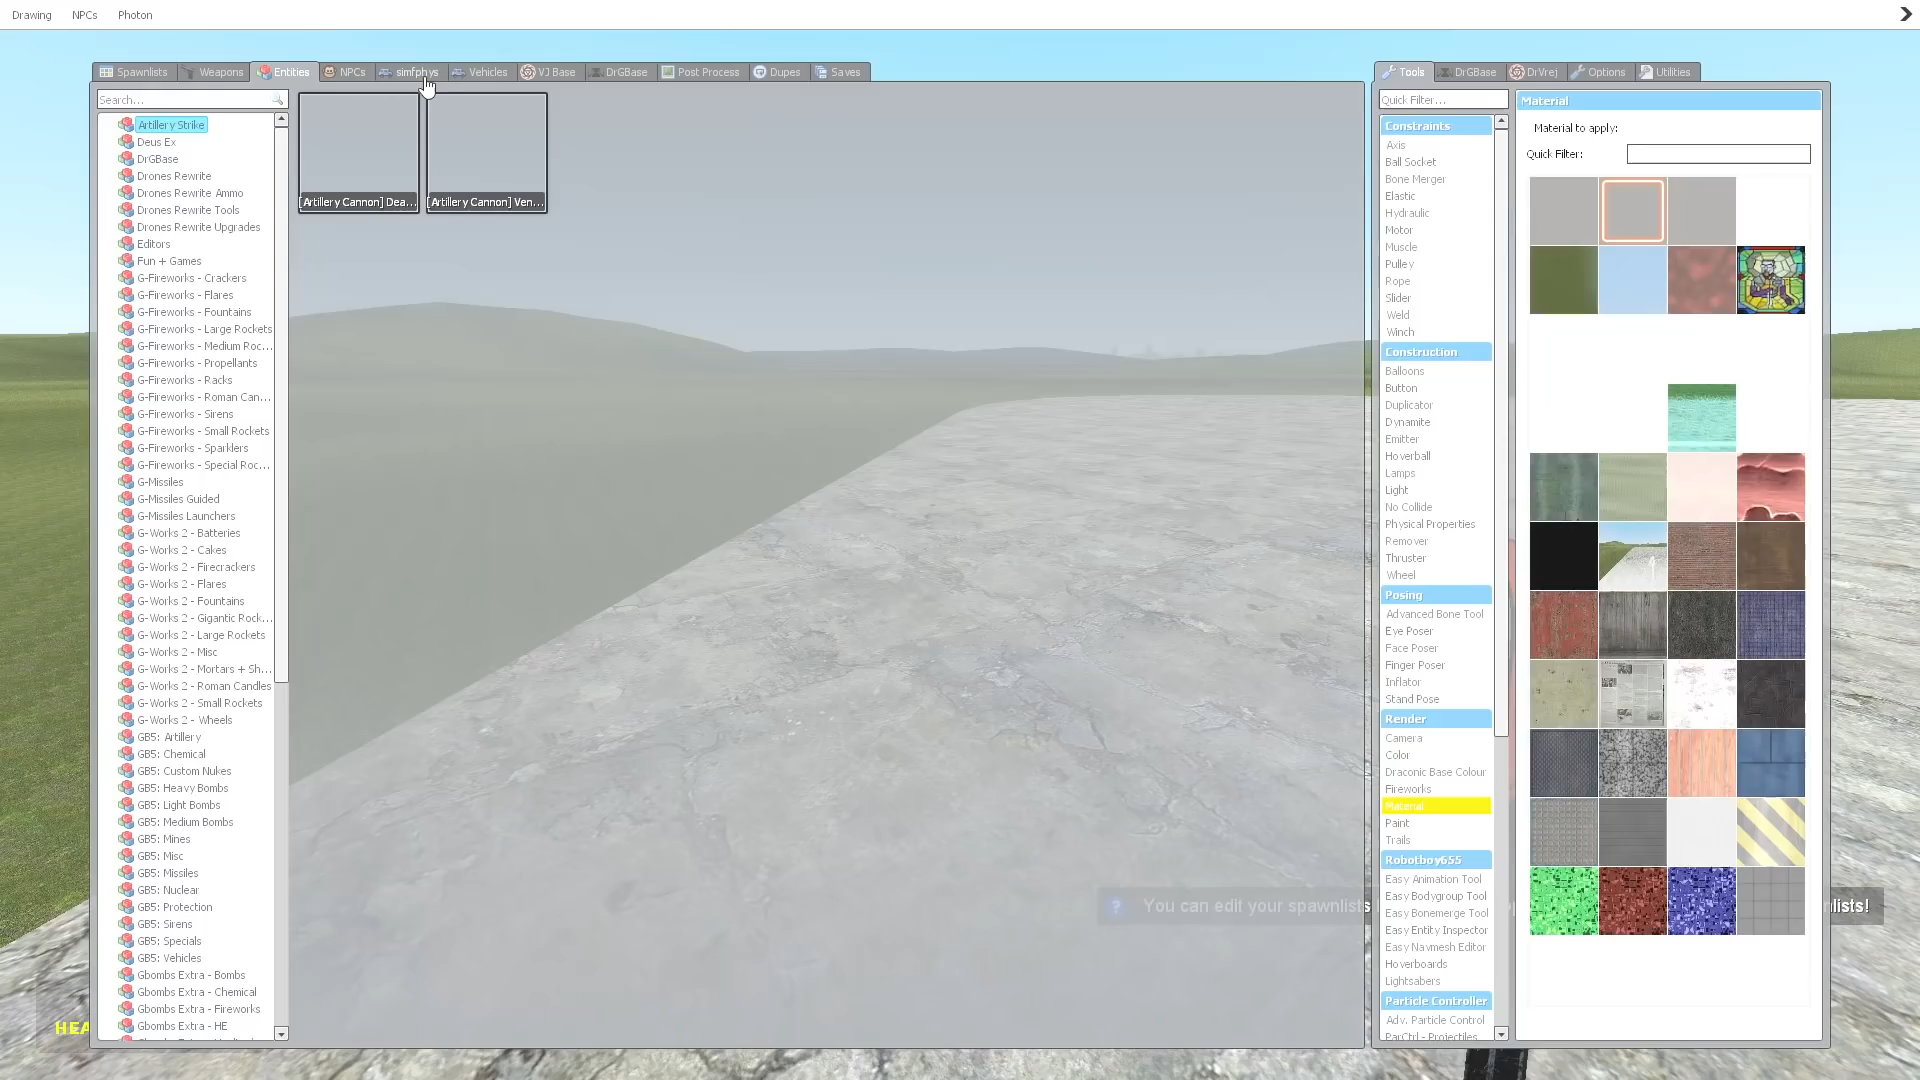 Drawing NPCs Photon
Spawnlists Weapons Entities NPCs simfphys Vehicles VJ Base DrGBase Post Process Dupes Saves
Search...
Artillery Strike
Deus Ex
DrGBase
Drones Rewrite
Drones Rewrite Ammo
Drones Rewrite Tools
Drones Rewrite Upgrades
Editors
Fun + Games
G-Fireworks - Crackers
G-Fireworks - Flares
G-Fireworks - Fountains
G-Fireworks - Large Rockets
G-Fireworks - Medium Roc...
G-Fireworks - Propellants
G-Fireworks - Racks
G-Fireworks - Roman Can...
G-Fireworks - Sirens
G-Fireworks - Small Rockets
G-Fireworks - Sparklers
G-Fireworks - Special Roc...
G-Missiles
G-Missiles Guided
G-Missiles Launchers
G-Works 2 - Batteries
G-Works 2 - Cakes
G-Works 2 - Firecrackers
G-Works 2 - Flares
G-Works 2 - Fountains
G-Works 2 - Gigantic Rock...
G-Works 2 - Large Rockets
G-Works 2 - Misc
G-Works 2 - Mortars + Sh...
G-Works 2 - Roman Candles
G-Works 2 - Small Rockets
G-Works 2 - Wheels
GB5: Artillery
GB5: Chemical
GB5: Custom Nukes
GB5: Heavy Bombs
GB5: Light Bombs
GB5: Medium Bombs
GB5: Mines
GB5: Misc
GB5: Missiles
GB5: Nuclear
GB5: Protection
GB5: Sirens
GB5: Specials
GB5: Vehicles
Gbombs Extra - Bombs
Gbombs Extra - Chemical
Gbombs Extra - Fireworks
Gbombs Extra - HE
[Artillery Cannon] Dea... [Artillery Cannon] Ven...
You can edit your spawnlists
lists!
HEA
Tools DrGBase DrVrej Options Utilities
Quick Filter...
Constraints
Axis
Ball Socket
Bone Merger
Elastic
Hydraulic
Motor
Muscle
Pulley
Rope
Slider
Weld
Winch
Construction
Balloons
Button
Duplicator
Dynamite
Emitter
Hoverball
Lamps
Light
No Collide
Physical Properties
Remover
Thruster
Wheel
Posing
Advanced Bone Tool
Eye Poser
Face Poser
Finger Poser
Inflator
Stand Pose
Render
Camera
Color
Draconic Base Colour
Fireworks
Material
Paint
Trails
Robotboy655
Easy Animation Tool
Easy Bodygroup Tool
Easy Bonemerge Tool
Easy Entity Inspector
Easy Navmesh Editor
Hoverboards
Lightsabers
Particle Controller
Adv. Particle Control
ParCtrl - Projectiles
Material
Material to apply:
Quick Filter: